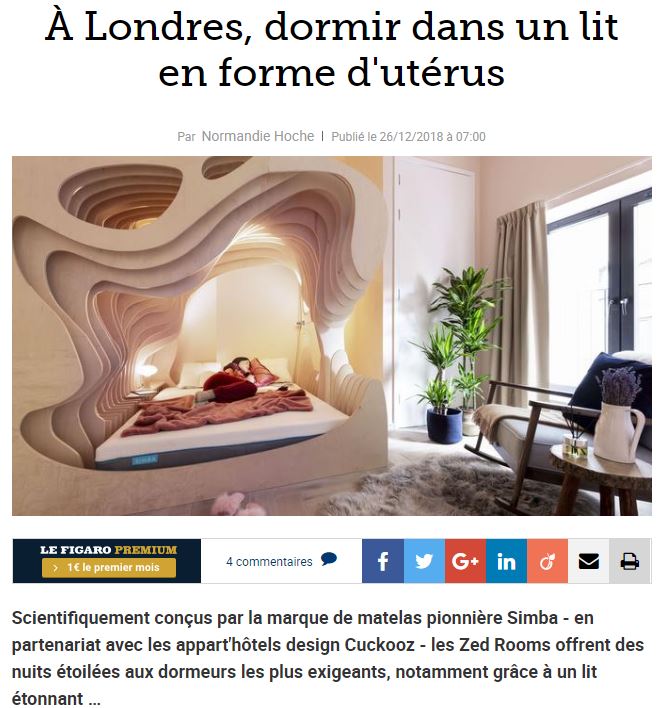 À Londres, dormir dans un lit
en forme d'utérus
Par Normandie Hoche | Publié le 26/12/2018 à 07:00
SIMBA
LE FIGARO PREMIUM
> 1€ le premier mois
4 commentaires
f
G+
in
Scientifiquement conçus par la marque de matelas pionnière Simba - en
partenariat avec les appart'hôtels design Cuckooz - les Zed Rooms offrent des
nuits étoilées aux dormeurs les plus exigeants, notamment grâce à un lit
étonnant ...